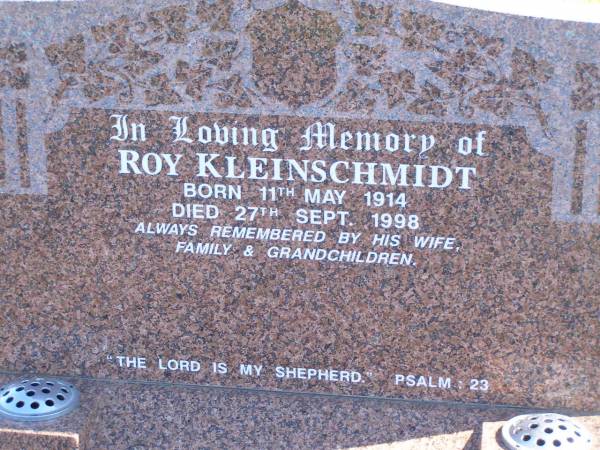 In Loving Memory of
ROY KLEINSCHMIDT
BORN 11TH MAY 1914
DIED 27TH SEPT. 1998
ALWAYS REMEMBERED BY HIS WIFE,
FAMILY & GRANDCHILDREN.
"THE LORD IS MY SHEPHERD." PSALM : 23